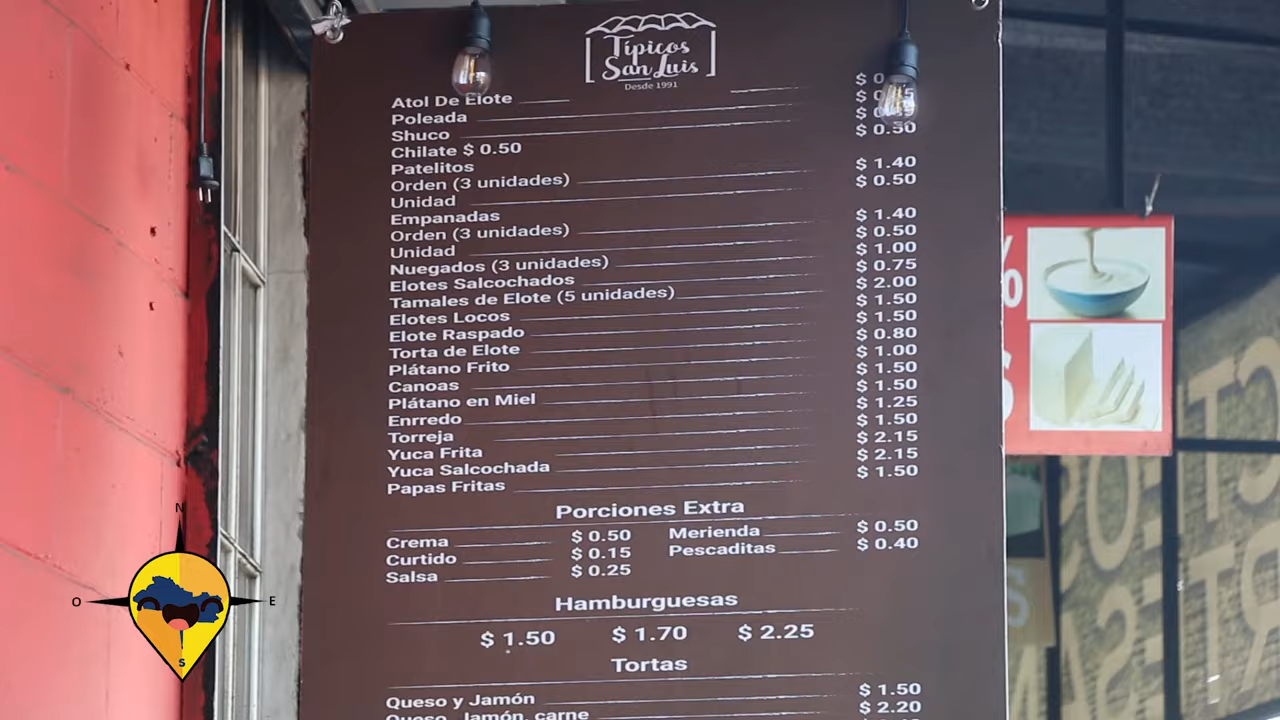 Típicos
San Luis
Desde 1991
Atol De Elote $
Poleada $
Shuco $
Chilate $ 0.50 $ 0.50
Patelitos
Orden (3 unidades) $ 1.40
Unidad $ 0.50
Empanadas
Orden (3 unidades) $ 1.40
Unidad $ 0.50
Nuegados (3 unidades) $ 1.00
Elotes Salcochados $ 0.75
Tamales de Elote (5 unidades) $ 2.00
Elotes Locos $ 1.50
Elote Raspado $ 1.50
Torta de Elote $ 0.80
Plátano Frito $ 1.00
Canoas $ 1.50
Plátano en Miel $ 1.50
Enrredo $ 1.25
Torreja $ 1.50
Yuca Frita $ 2.15
Yuca Salcochada $ 2.15
Papas Fritas $ 1.50
Porciones Extra
Crema $ 0.50 Merienda $ 0.50
Curtido $ 0.15 Pescaditas $ 0.40
Salsa $ 0.25
Hamburguesas
$ 1.50 $ 1.70 $ 2.25
Tortas
Queso y Jamón $ 1.50
Queso, Jamón, carne $ 2.20
N
O E
S